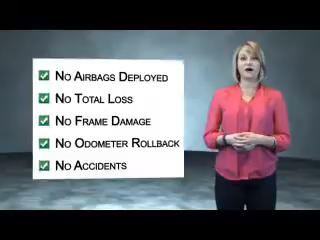 No Airbags Deployed
No Total Loss
No Frame Damage
No Odometer Rollback
No Accidents